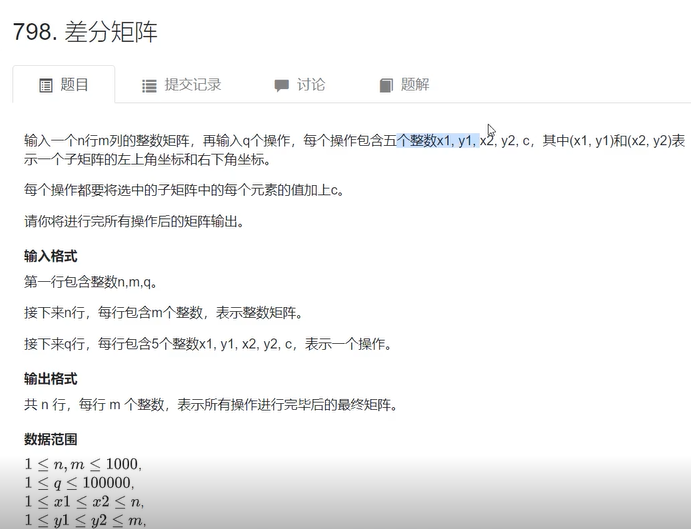 798. 差分矩阵
题目 提交记录 讨论 题解
输入一个n行m列的整数矩阵，再输入q个操作，每个操作包含五个整数x1, y1, x2, y2, c，其中(x1, y1)和(x2, y2)表
示一个子矩阵的左上角坐标和右下角坐标。
每个操作都要将选中的子矩阵中的每个元素的值加上c。
请你将进行完所有操作后的矩阵输出。
输入格式
第一行包含整数n,m,q。
接下来n行，每行包含m个整数，表示整数矩阵。
接下来q行，每行包含5个整数x1, y1, x2, y2, c，表示一个操作。
输出格式
共 n 行，每行 m 个整数，表示所有操作进行完毕后的最终矩阵。
数据范围
1 ≤ n, m ≤ 1000,
1 ≤ q ≤ 100000,
1 ≤ x1 ≤ x2 ≤ n,
1 ≤ y1 ≤ y2 ≤ m,